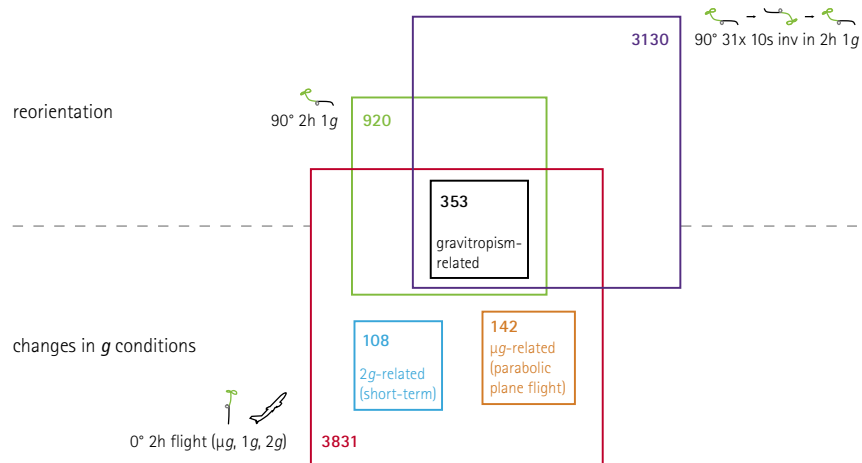 3130
90° 31x 10s inv in 2h 1g
reorientation
90° 2h 1g
920
353
gravitropism-
related
changes in g conditions
108
2g-related
(short-term)
142
µg-related
(parabolic
plane flight)
0° 2h flight (µg, 1g, 2g)
3831